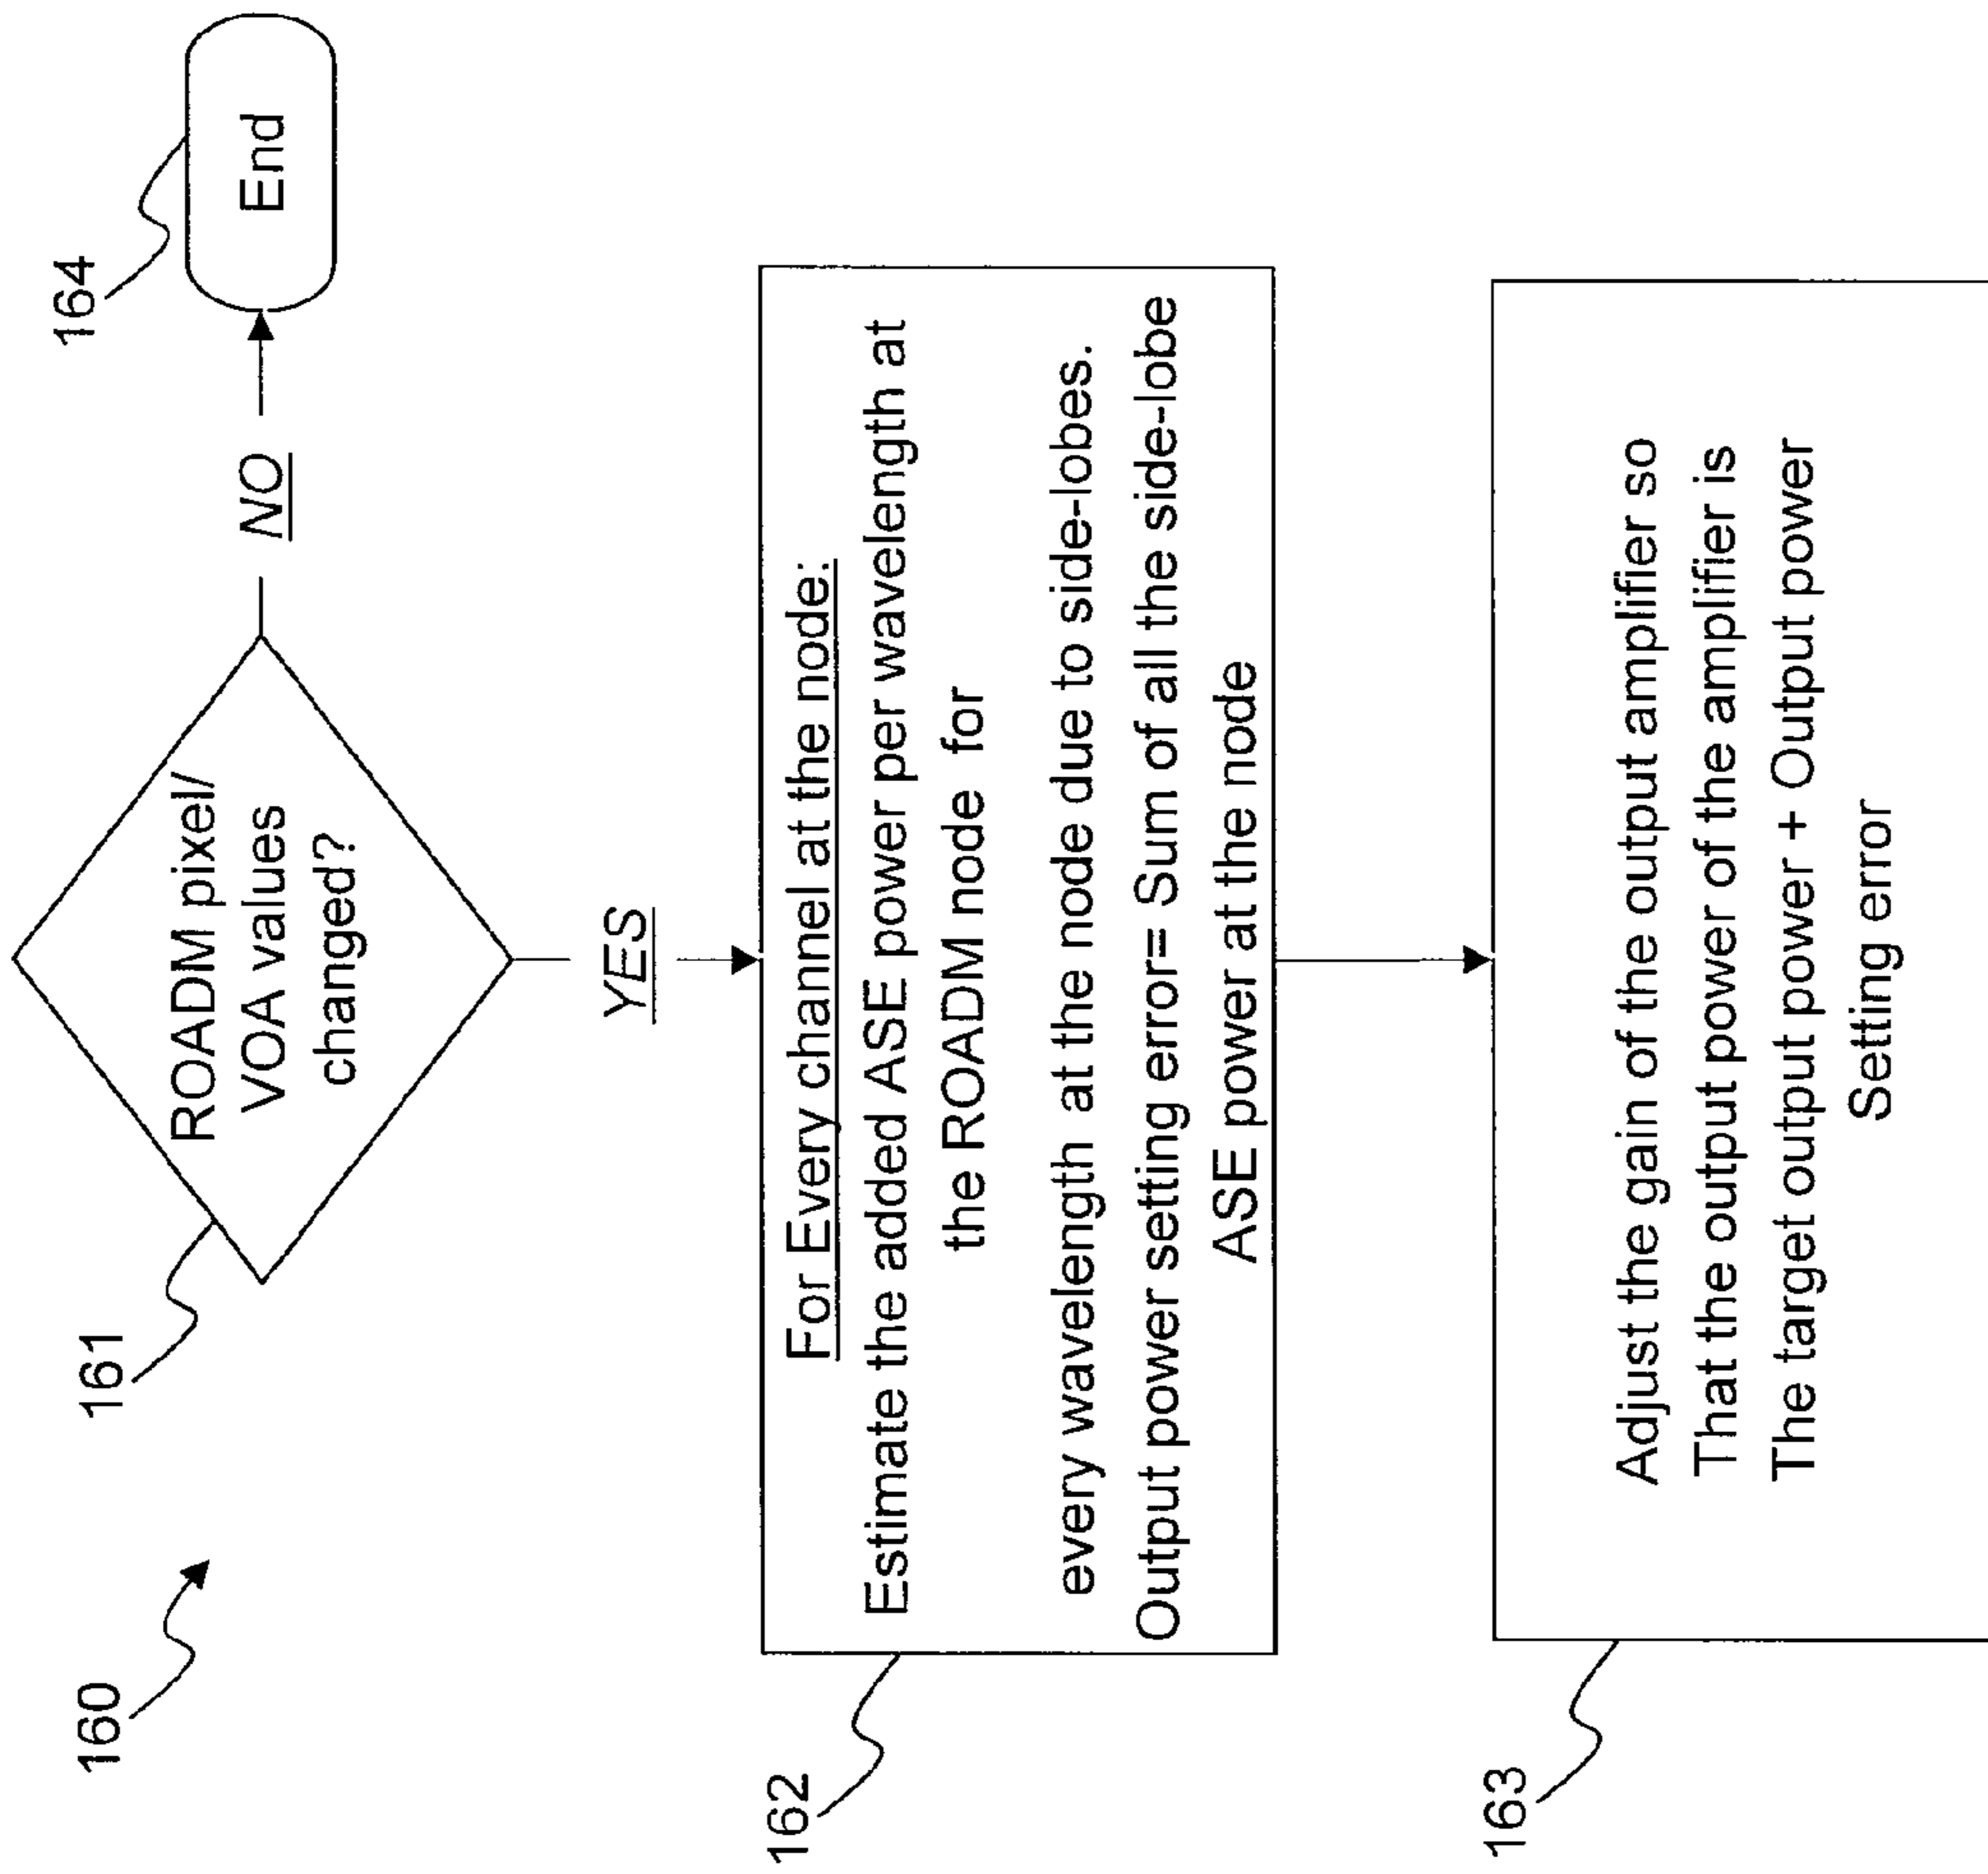 160
161
ROADM pixel/
VOA values
changed?
NO
164
End
YES
162
For Every channel at the node:
Estimate the added ASE power per wavelength at
the ROADM node for
every wavelength at the node due to side-lobes.
Output power setting error= Sum of all the side-lobe
ASE power at the node
163
Adjust the gain of the output amplifier so
That the output power of the amplifier is
The target output power + Output power
Setting error